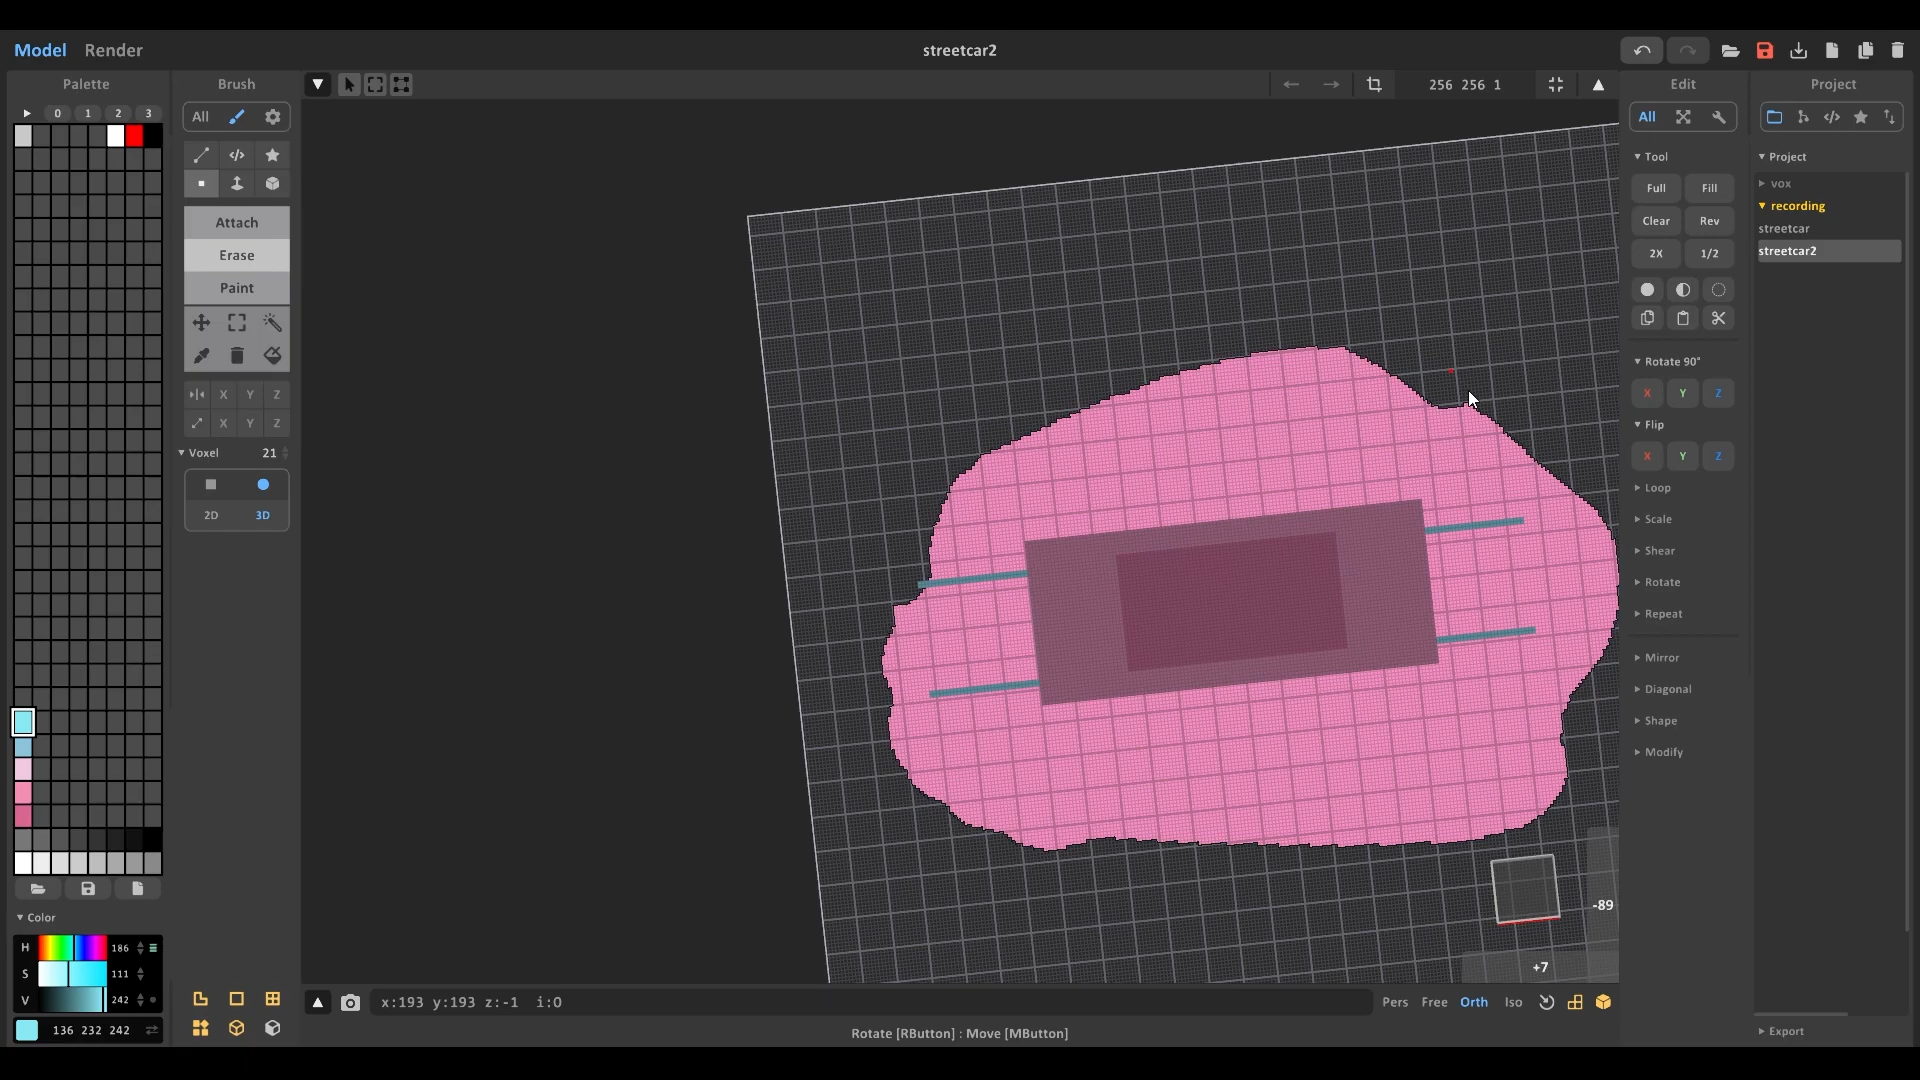 Model Render
streetcar2
Palette
Brush
256 256 1
Edit
Project
0 1 2 3
All
All
Tool
Project
Full Fill
vox
Clear Rev
recording
2X 1/2
streetcar
streetcar2
Attach
Erase
Paint
Rotate 90°
X Y Z
X Y Z
X Y Z
Flip
X Y Z
Voxel 21
2D 3D
Loop
Scale
Shear
Rotate
Repeat
Mirror
Diagonal
Shape
Modify
Color
H 186
S 111
V 242
136 232 242
-89
+7
x:193 y:193 z:-1 i:0
Pers Free Orth Iso
Rotate [RButton] : Move [MButton]
Export